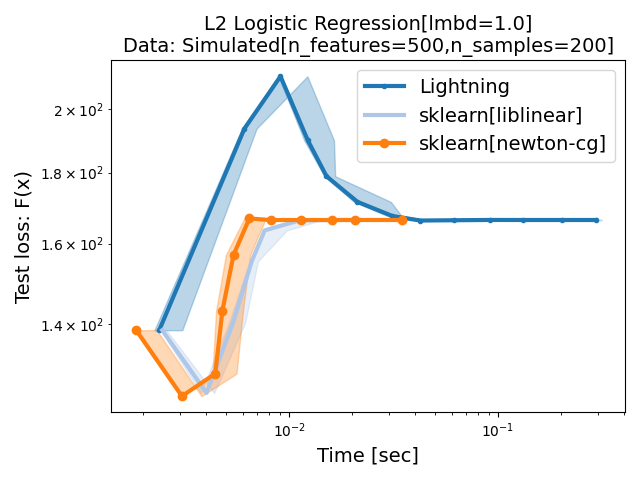 L2 Logistic Regression[lmbd=1.0]
Data: Simulated[n_features=500,n_samples=200]
Lightning
sklearn[liblinear]
sklearn[newton-cg]
Test loss: F(x)
2 × 10²
1.8 × 10²
1.6 × 10²
1.4 × 10²
10⁻²
10⁻¹
Time [sec]